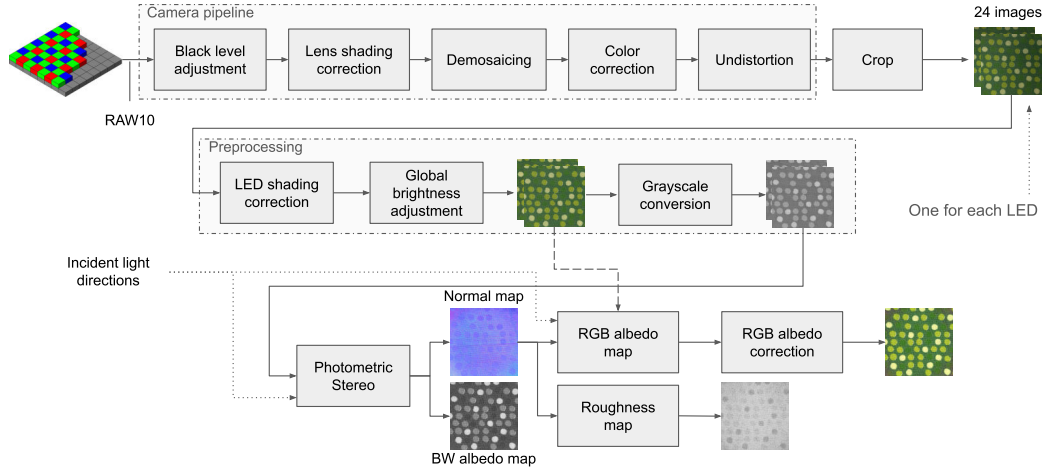 Camera pipeline
24 images
Black level
adjustment
Lens shading
correction
Demosaicing
Color
correction
Undistortion
Crop
RAW10
Preprocessing
LED shading
correction
Global
brightness
adjustment
Grayscale
conversion
One for each LED
Incident light
directions
Normal map
RGB albedo
map
RGB albedo
correction
Photometric
Stereo
Roughness
map
BW albedo map